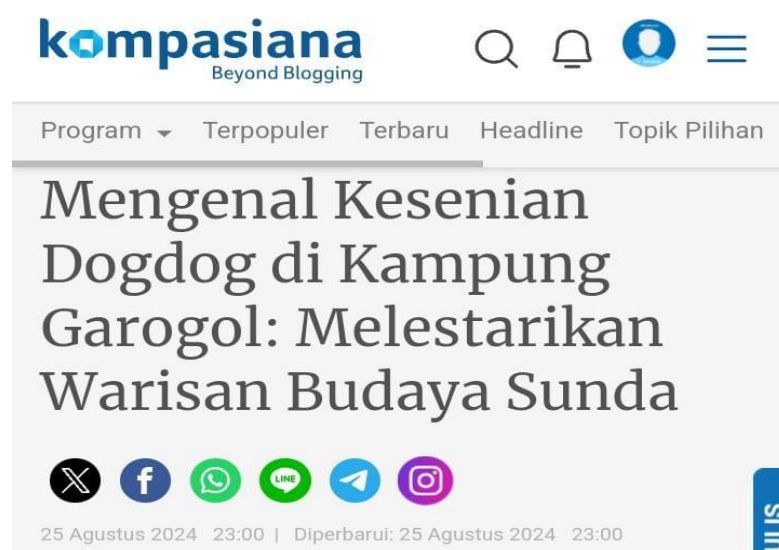 kompasiana
Beyond Blogging
Program Terpopuler Terbaru Headline Topik Pilihan
Mengenal Kesenian
Dogdog di Kampung
Garogol: Melestarikan
Warisan Budaya Sunda
LINE
25 Agustus 2024 23:00 | Diperbarui: 25 Agustus 2024 23:00